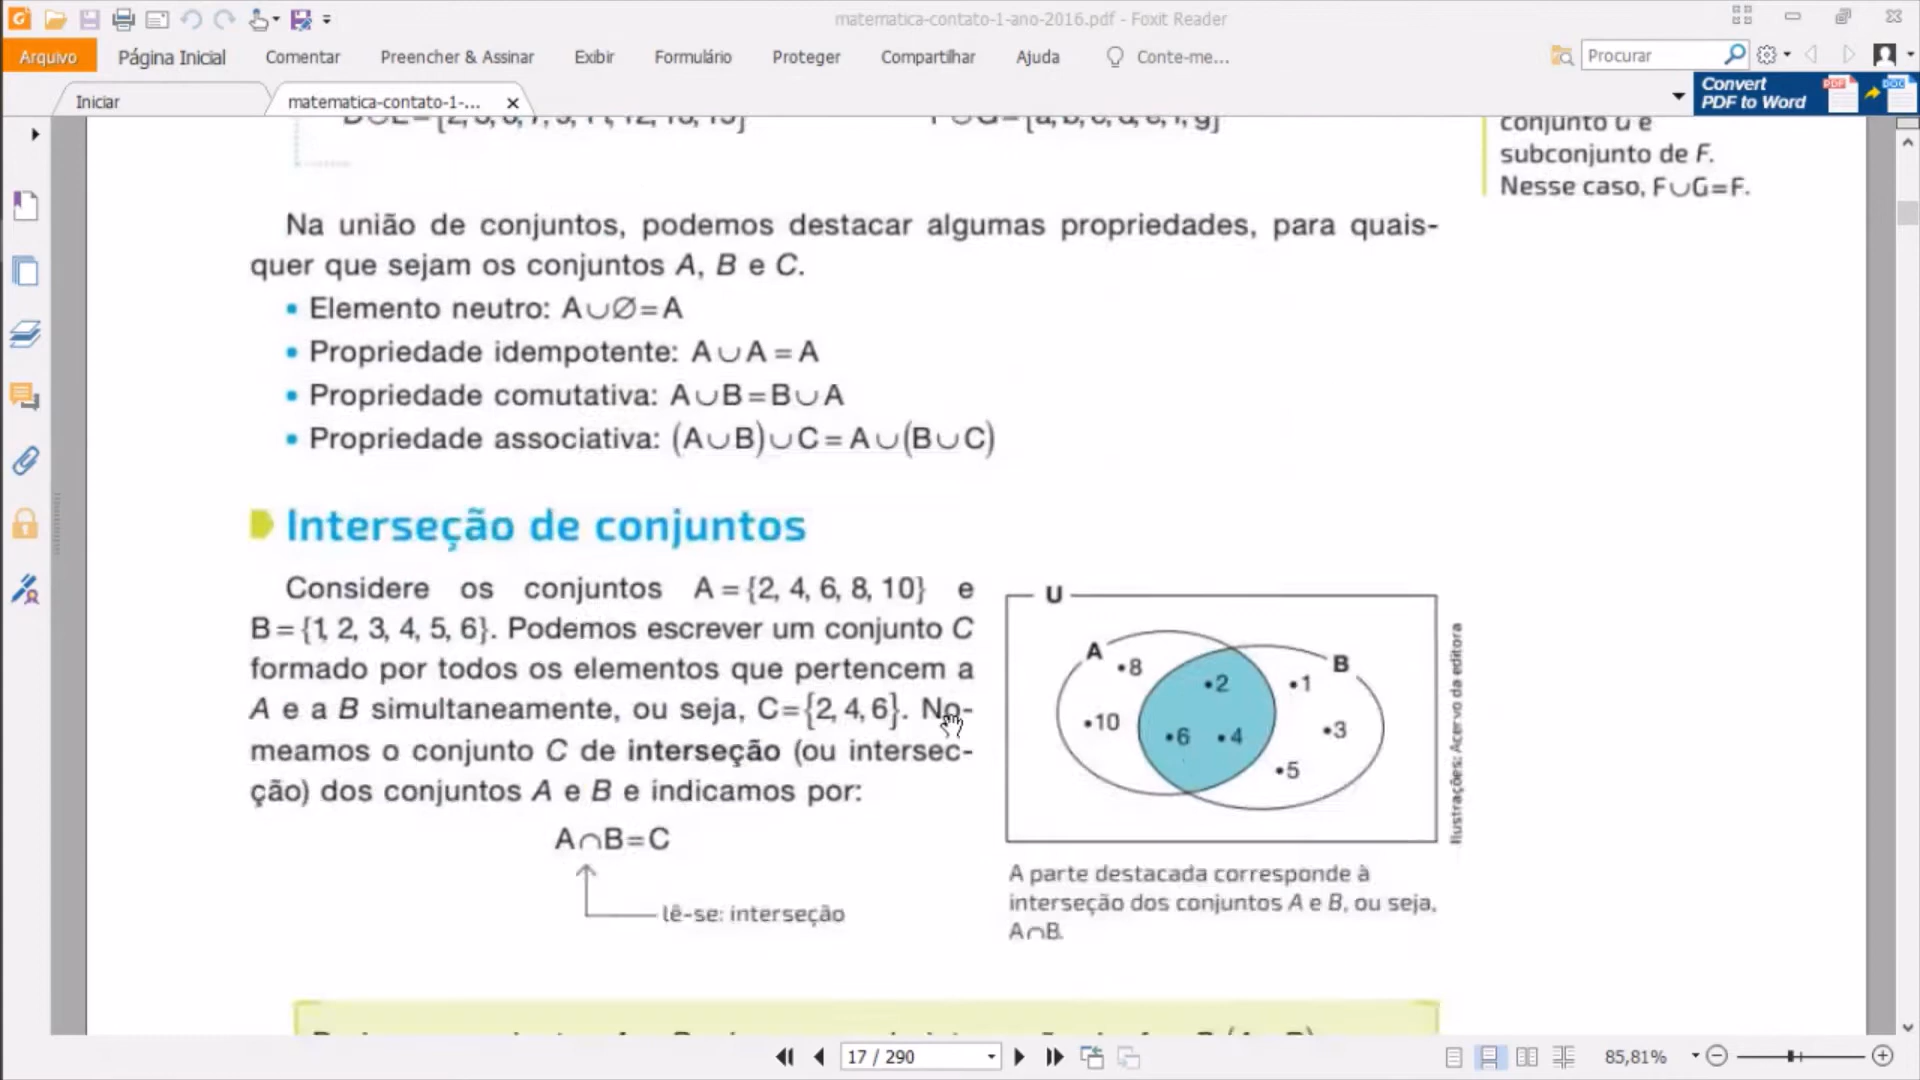 matematica-contato-1-ano-2016.pdf - Foxit Reader
Arquivo Página Inicial Comentar Preencher & Assinar Exibir Formulário Proteger Compartilhar Ajuda Conte-me... Procurar
Iniciar matematica-contato-1-...
Convert
PDF to Word
PDF DOC
conjunto G é
subconjunto de F.
Nesse caso, F∪G=F.
Na união de conjuntos, podemos destacar algumas propriedades, para quais-
quer que sejam os conjuntos A, B e C.
• Elemento neutro: A∪∅=A
• Propriedade idempotente: A∪A=A
• Propriedade comutativa: A∪B=B∪A
• Propriedade associativa: (A∪B)∪C=A∪(B∪C)
Interseção de conjuntos
Considere os conjuntos A={2, 4, 6, 8, 10} e
B={1, 2, 3, 4, 5, 6}. Podemos escrever um conjunto C
formado por todos os elementos que pertencem a
A e a B simultaneamente, ou seja, C={2, 4, 6}. No-
meamos o conjunto C de interseção (ou intersec-
ção) dos conjuntos A e B e indicamos por:
A∩B=C
lê-se: interseção
U
A B
•8 •2 •1
•10 •6 •4 •3
•5
Ilustrações: Acervo da editora
A parte destacada corresponde à
interseção dos conjuntos A e B, ou seja,
A∩B.
17 / 290
85,81%